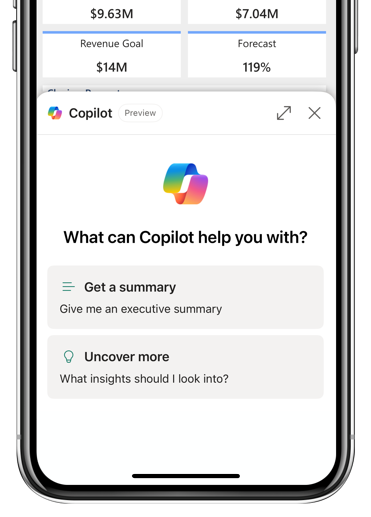 $9.63M
$7.04M
Revenue Goal
Forecast
$14M
119%
Copilot
Preview
What can Copilot help you with?
Get a summary
Give me an executive summary
Uncover more
What insights should I look into?